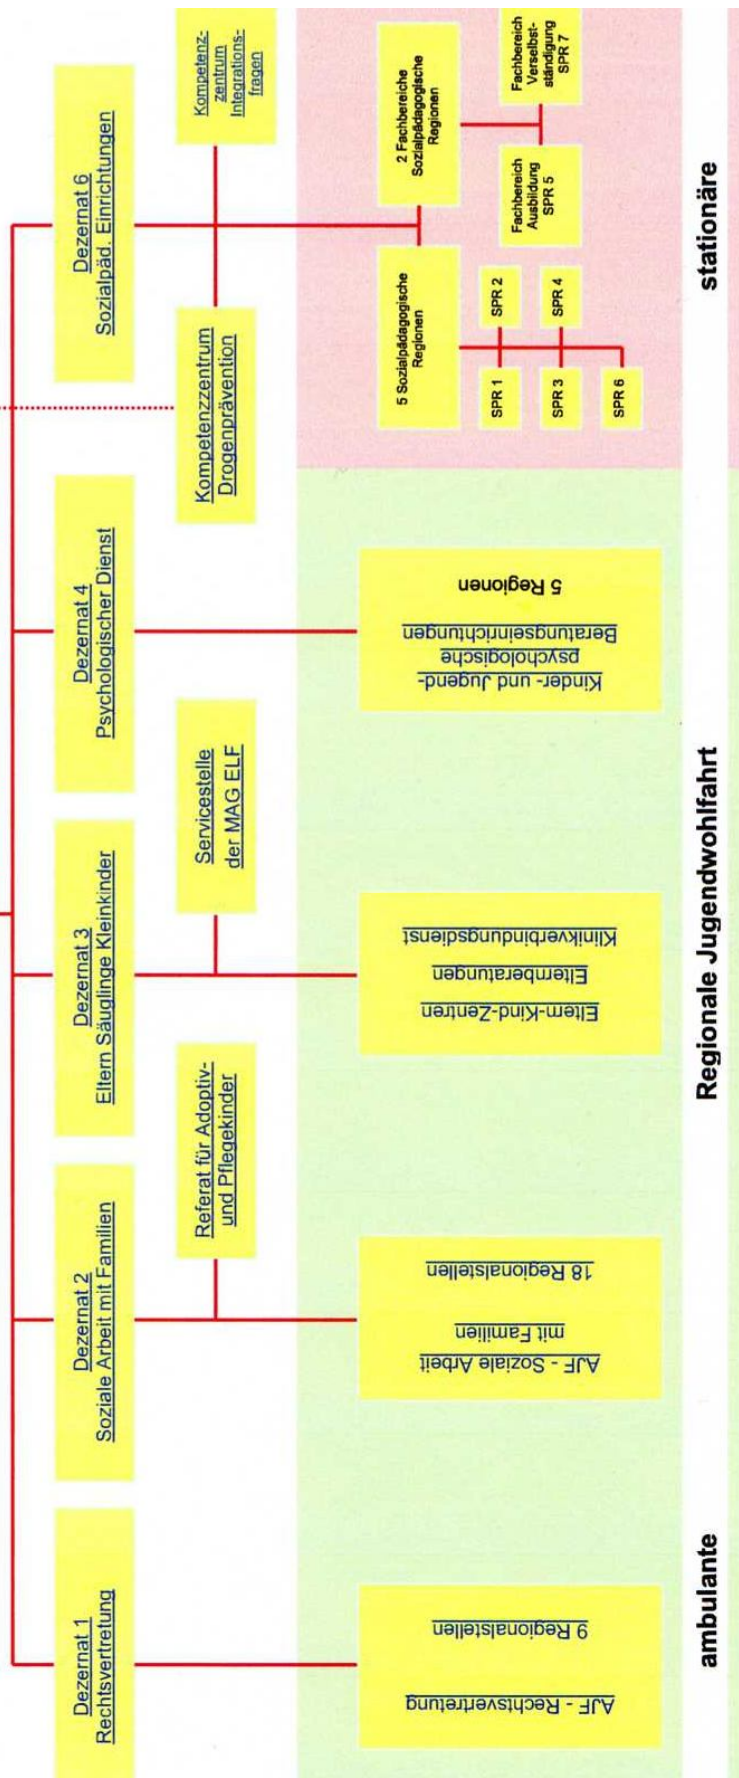 Dezernat 1
Rechtsvertretung
Dezernat 2
Soziale Arbeit mit Familien
Dezernat 3
Eltern Säuglinge Kleinkinder
Dezernat 4
Psychologischer Dienst
Dezernat 6
Sozialpäd. Einrichtungen
Referat für Adoptiv-
und Pflegekinder
Servicestelle
der MAG ELF
Kompetenzzentrum
Drogenprävention
Kompetenz-
zentrum
Integrations-
fragen
AJF - Rechtsvertretung
9 Regionalstellen
AJF - Soziale Arbeit
mit Familien
18 Regionalstellen
Eltern-Kind-Zentren
Elternberatungen
Klinikverbindungsdienst
Kinder- und Jugend-
psychologische
Beratungseinrichtungen
5 Regionen
5 Sozialpädagogische
Regionen
2 Fachbereiche
Sozialpädagogische
Regionen
SPR 1
SPR 2
SPR 3
SPR 4
SPR 6
Fachbereich
Ausbildung
SPR 5
Fachbereich
Verselbst-
ständigung
SPR 7
ambulante
Regionale Jugendwohlfahrt
stationäre